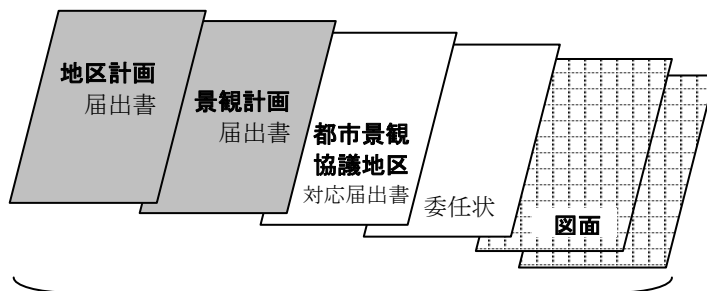 地区計画
届出書
景観計画
届出書
都市景観
協議地区
対応届出書
委任状
図面